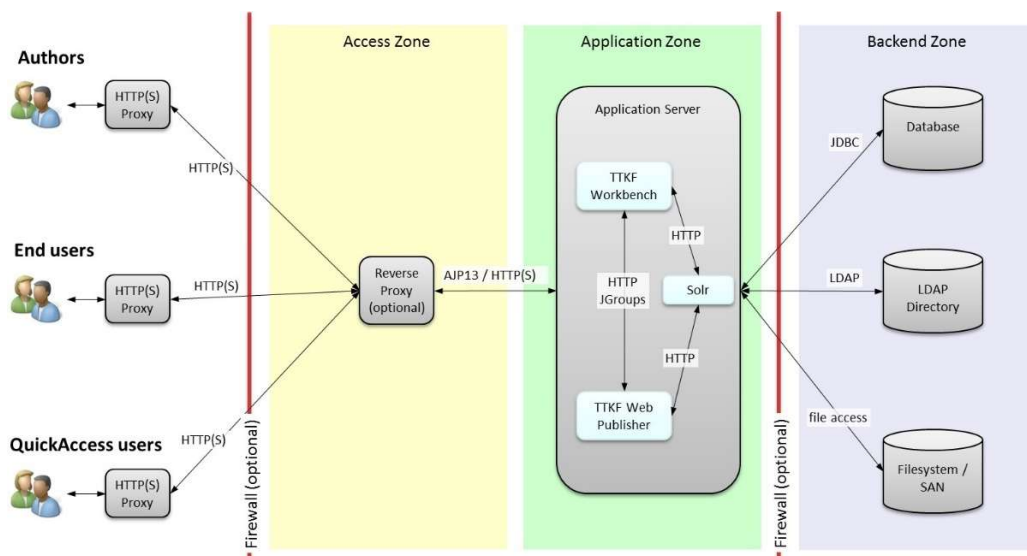 Access Zone
Application Zone
Backend Zone
Authors
HTTP(S)
Proxy
HTTP(S)
End users
HTTP(S)
Proxy
HTTP(S)
QuickAccess users
HTTP(S)
Proxy
HTTP(S)
Firewall (optional)
Reverse
Proxy
(optional)
AJP13 / HTTP(S)
Application Server
TTKF
Workbench
HTTP
HTTP
JGroups
Solr
HTTP
TTKF Web
Publisher
Firewall (optional)
JDBC
Database
LDAP
LDAP
Directory
file access
Filesystem /
SAN